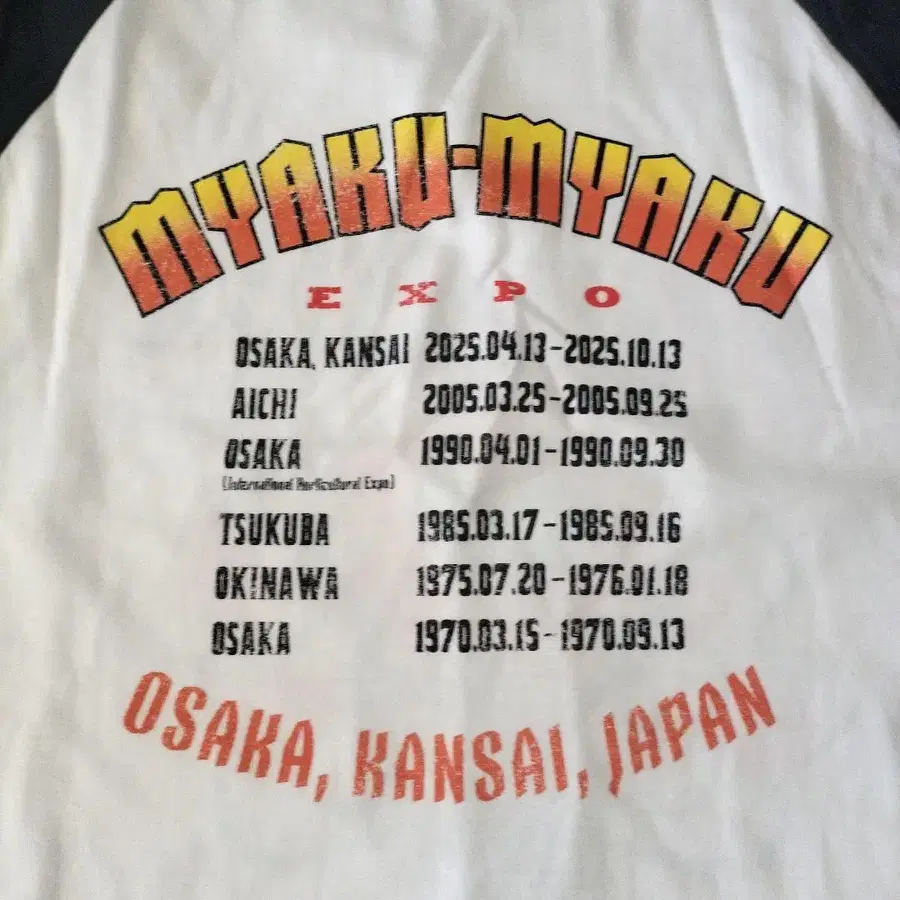 MYAKU-MYAKU
EXPO
OSAKA, KANSAI 2025.04.13-2025.10.13
AICHI 2005.03.25-2005.09.25
OSAKA 1990.04.01-1990.09.30
(International Horticultural Expo)
TSUKUBA 1985.03.17-1985.09.16
OKINAWA 1975.07.20-1976.01.18
OSAKA 1970.03.15-1970.09.13
OSAKA, KANSAI, JAPAN